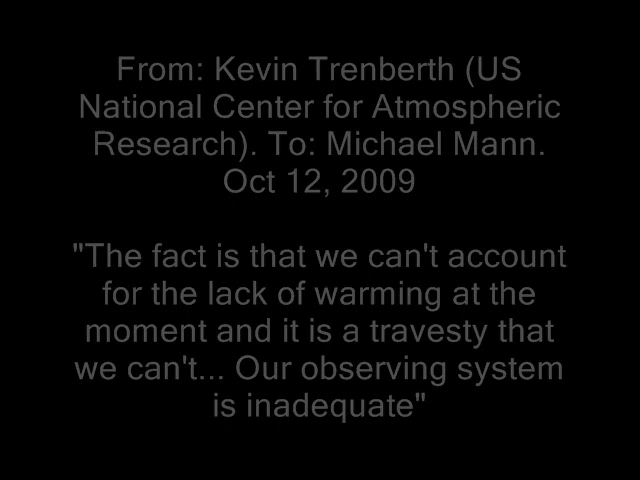 From: Kevin Trenberth (US
National Center for Atmospheric
Research). To: Michael Mann.
Oct 12, 2009
"The fact is that we can't account
for the lack of warming at the
moment and it is a travesty that
we can't... Our observing system
is inadequate"